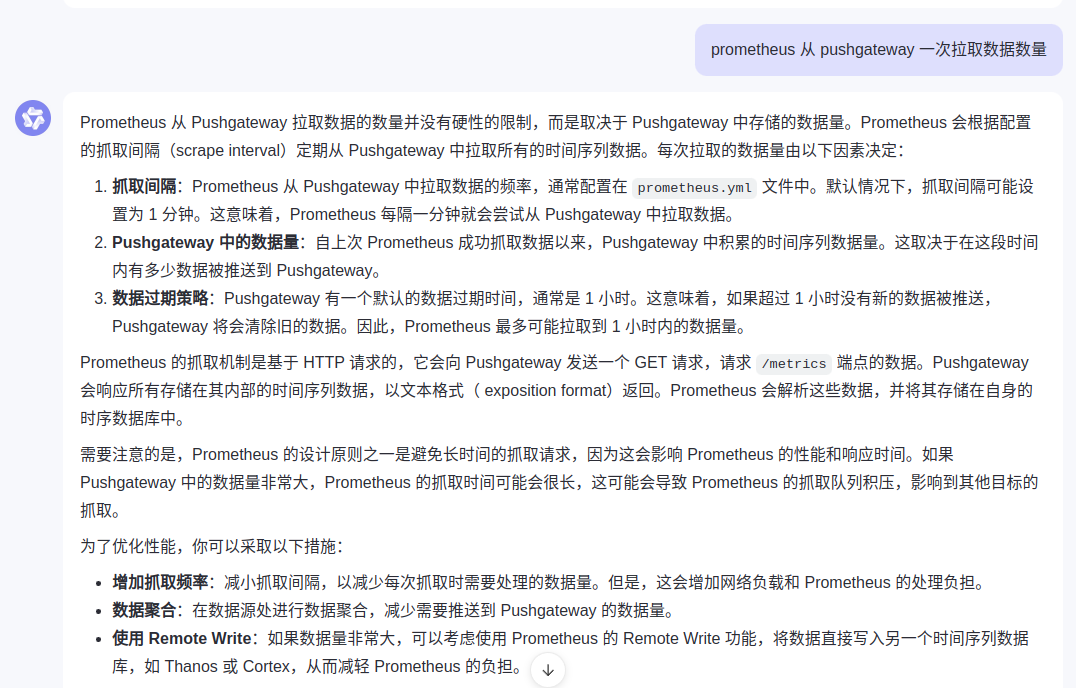 prometheus 从 pushgateway 一次拉取数据数量
Prometheus 从 Pushgateway 拉取数据的数量并没有硬性的限制，而是取决于 Pushgateway 中存储的数据量。Prometheus 会根据配置
的抓取间隔（scrape interval）定期从 Pushgateway 中拉取所有的时间序列数据。每次拉取的数据量由以下因素决定：
1. 抓取间隔：Prometheus 从 Pushgateway 中拉取数据的频率，通常配置在 prometheus.yml 文件中。默认情况下，抓取间隔可能设
置为 1 分钟。这意味着，Prometheus 每隔一分钟就会尝试从 Pushgateway 中拉取数据。
2. Pushgateway 中的数据量：自上次 Prometheus 成功抓取数据以来，Pushgateway 中积累的时间序列数据量。这取决于在这段时间
内有多少数据被推送到 Pushgateway。
3. 数据过期策略：Pushgateway 有一个默认的数据过期时间，通常是 1 小时。这意味着，如果超过 1 小时没有新的数据被推送，
Pushgateway 将会清除旧的数据。因此，Prometheus 最多可能拉取到 1 小时内的数据量。
Prometheus 的抓取机制是基于 HTTP 请求的，它会向 Pushgateway 发送一个 GET 请求，请求 /metrics 端点的数据。Pushgateway
会响应所有存储在其内部的时间序列数据，以文本格式（ exposition format）返回。Prometheus 会解析这些数据，并将其存储在自身的
时序数据库中。
需要注意的是，Prometheus 的设计原则之一是避免长时间的抓取请求，因为这会影响 Prometheus 的性能和响应时间。如果
Pushgateway 中的数据量非常大，Prometheus 的抓取时间可能会很长，这可能会导致 Prometheus 的抓取队列积压，影响到其他目标的
抓取。
为了优化性能，你可以采取以下措施：
• 增加抓取频率：减小抓取间隔，以减少每次抓取时需要处理的数据量。但是，这会增加网络负载和 Prometheus 的处理负担。
• 数据聚合：在数据源处进行数据聚合，减少需要推送到 Pushgateway 的数据量。
• 使用 Remote Write：如果数据量非常大，可以考虑使用 Prometheus 的 Remote Write 功能，将数据直接写入另一个时间序列数据
库，如 Thanos 或 Cortex，从而减轻 Prometheus 的负担。